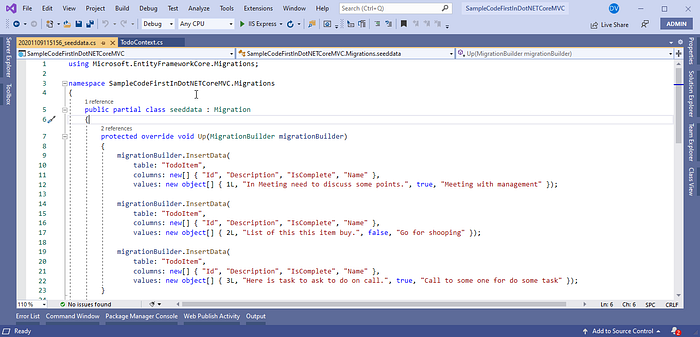 File Edit View Git Project Build Debug Test Analyze Tools Extensions Window Help Search (Ctrl+Q) SampleCodeFirstInDotNETCoreMVC DV
Debug Any CPU IIS Express Live Share ADMIN
20201109115156_seeddata.cs TodoContext.cs
SampleCodeFirstInDotNETCoreMVC SampleCodeFirstInDotNETCoreMVC.Migrations.seeddata Up(MigrationBuilder migrationBuilder)
Server Explorer
Toolbox
Properties
Solution Explorer
Team Explorer
Class View
1 using Microsoft.EntityFrameworkCore.Migrations;
2
3 namespace SampleCodeFirstInDotNETCoreMVC.Migrations
4 {
1 reference
5 public partial class seeddata : Migration
6 {
2 references
7 protected override void Up(MigrationBuilder migrationBuilder)
8 {
9 migrationBuilder.InsertData(
10 table: "TodoItem",
11 columns: new[] { "Id", "Description", "IsComplete", "Name" },
12 values: new object[] { 1L, "In Meeting need to discuss some points.", true, "Meeting with management" });
13
14 migrationBuilder.InsertData(
15 table: "TodoItem",
16 columns: new[] { "Id", "Description", "IsComplete", "Name" },
17 values: new object[] { 2L, "List of this this item buy.", false, "Go for shooping" });
18
19 migrationBuilder.InsertData(
20 table: "TodoItem",
21 columns: new[] { "Id", "Description", "IsComplete", "Name" },
22 values: new object[] { 3L, "Here is task to ask to do on call.", true, "Call to some one for do some task" });
23 }
110 % No issues found Ln: 6 Ch: 6 SPC CRLF
Error List Command Window Package Manager Console Web Publish Activity Output
Ready Add to Source Control 2